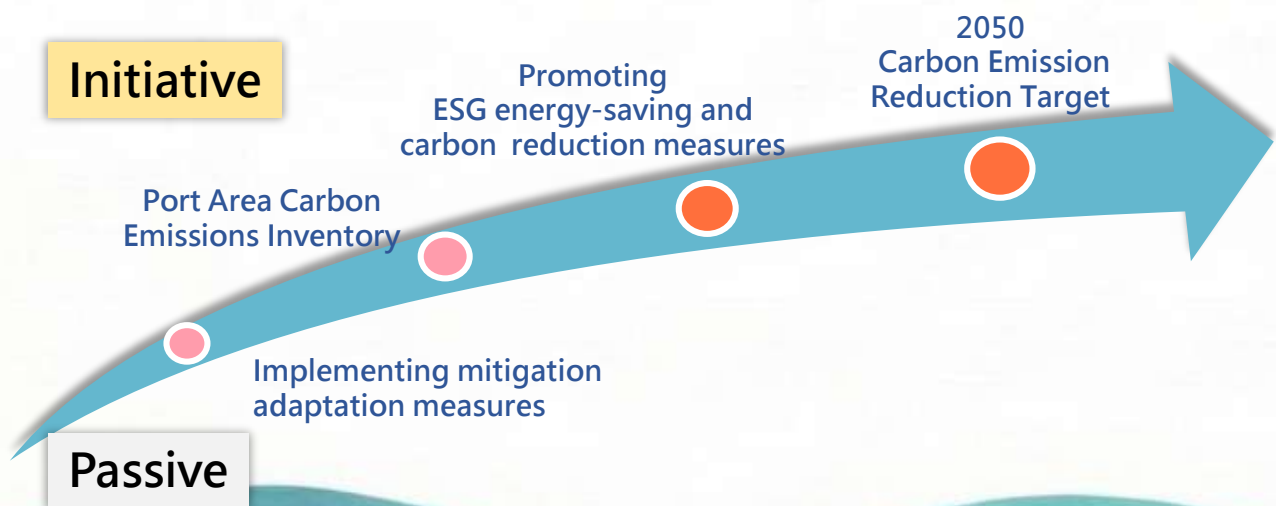 Initiative
2050
Carbon Emission
Reduction Target
Promoting
ESG energy-saving and
carbon reduction measures
Port Area Carbon
Emissions Inventory
Implementing mitigation
adaptation measures
Passive